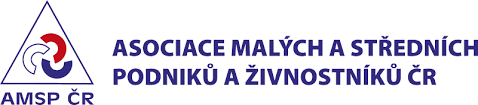 ASOCIACE MALÝCH A STŘEDNÍCH
PODNIKŮ A ŽIVNOSTNÍKŮ ČR
AMSP ČR